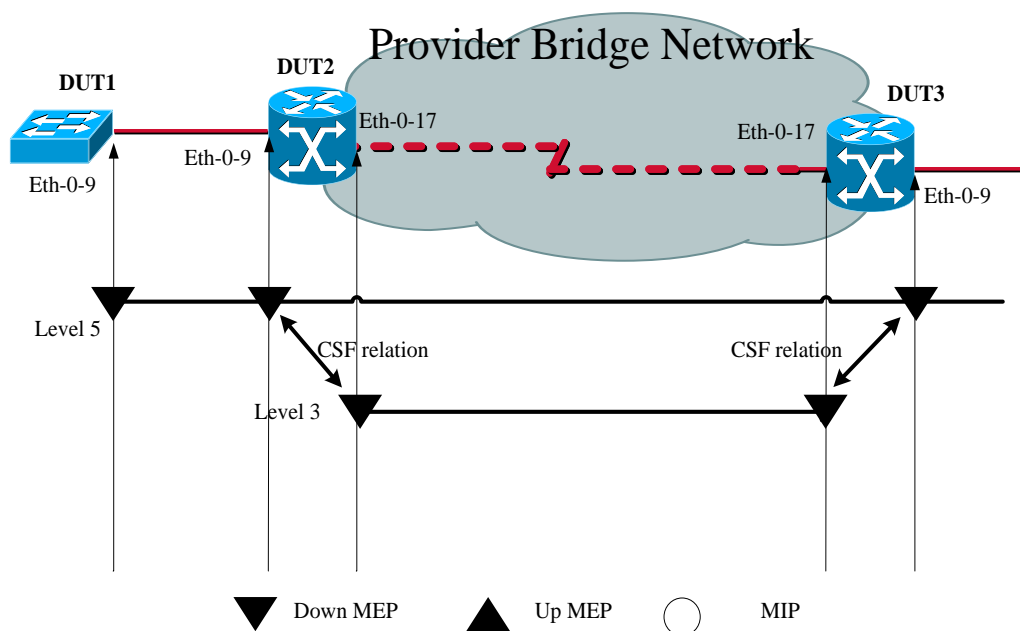 Provider Bridge Network
DUT1
DUT2
DUT3
Eth-0-17
Eth-0-17
Eth-0-9
Eth-0-9
Eth-0-9
Level 5
CSF relation
CSF relation
Level 3
Down MEP
Up MEP
MIP